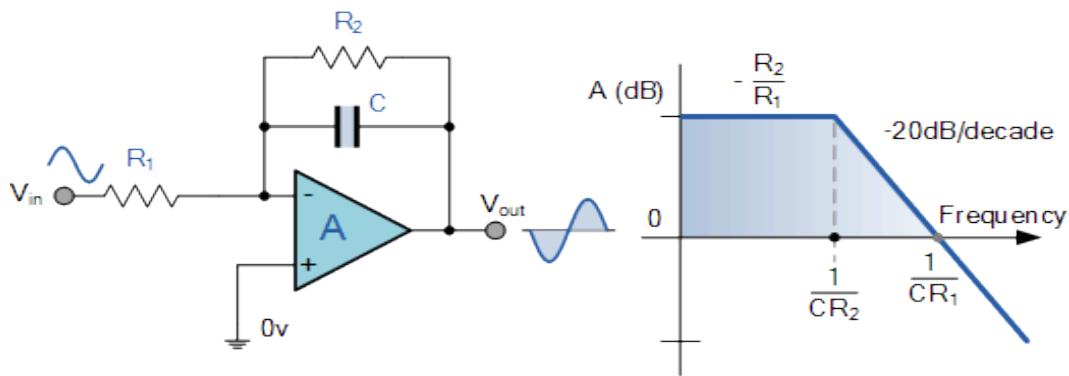 R₂
C
R₁
Vin
-
A
+
Vout
0v
A (dB)
- R₂
R₁
-20dB/decade
0
Frequency
1
CR₂
1
CR₁